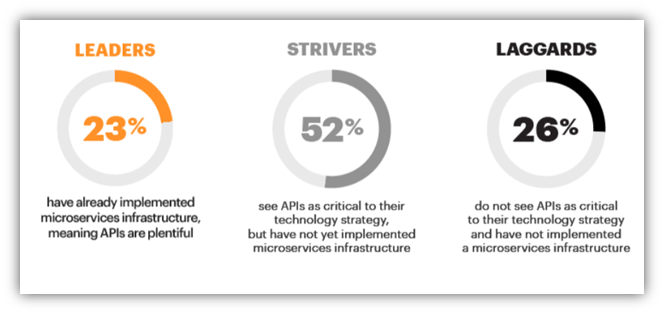 LEADERS
23%
have already implemented
microservices infrastructure,
meaning APIs are plentiful
STRIVERS
52%
see APIs as critical to their
technology strategy,
but have not yet implemented
microservices infrastructure
LAGGARDS
26%
do not see APIs as critical
to their technology strategy
and have not implemented
a microservices infrastructure